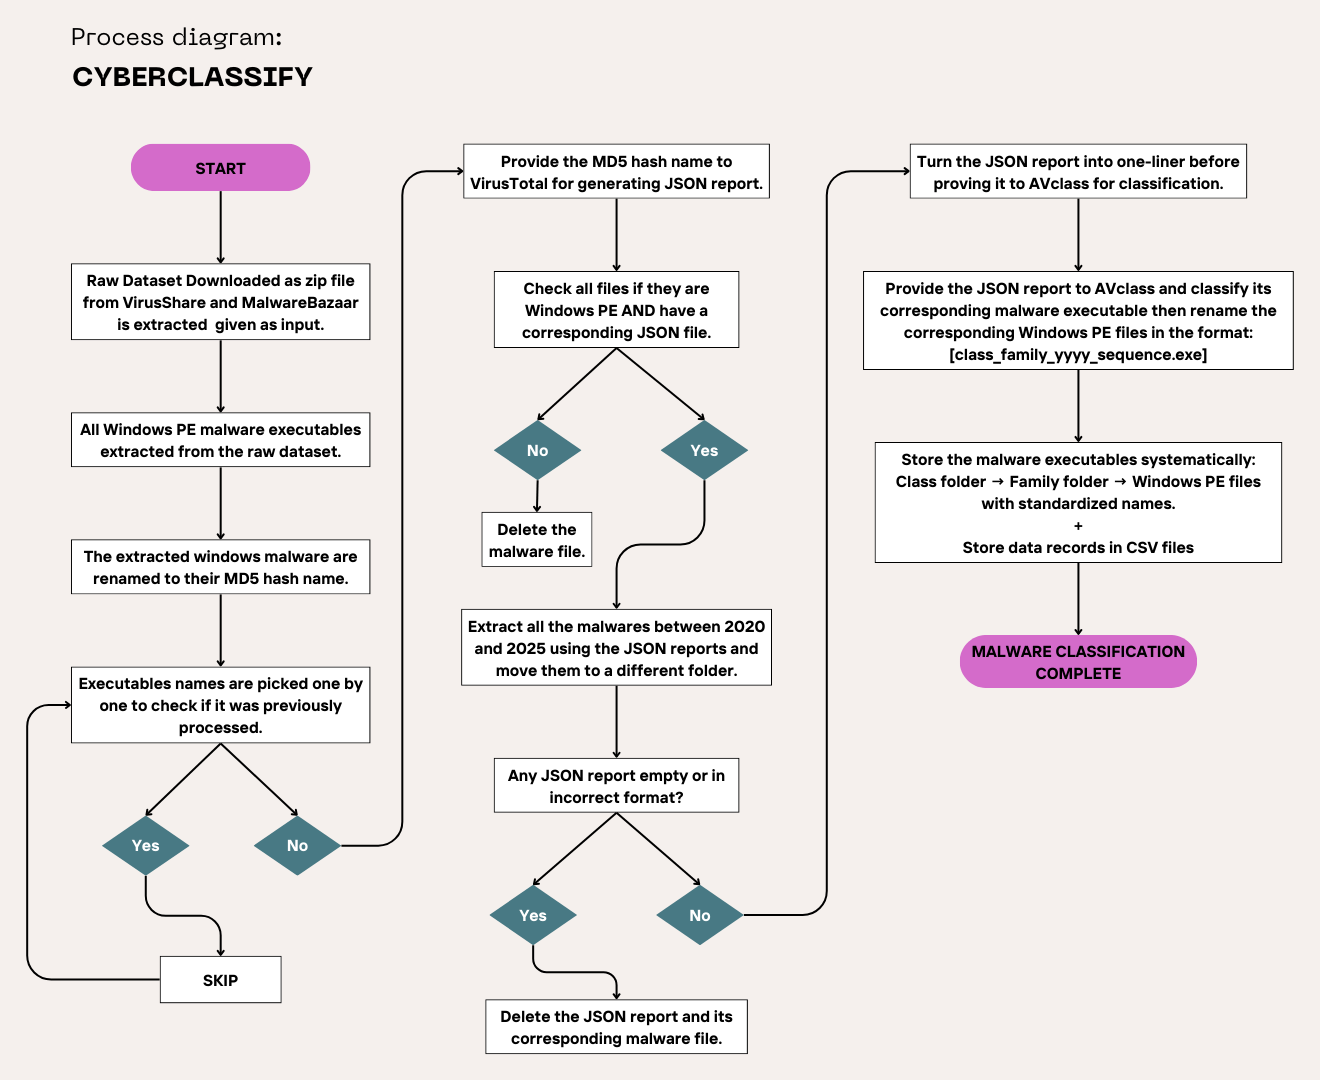 Process diagram:
CYBERCLASSIFY
START
Raw Dataset Downloaded as zip file
from VirusShare and MalwareBazaar
is extracted  given as input.
All Windows PE malware executables
extracted from the raw dataset.
The extracted windows malware are
renamed to their MD5 hash name.
Executables names are picked one by
one to check if it was previously
processed.
Yes
No
SKIP
Provide the MD5 hash name to
VirusTotal for generating JSON report.
Check all files if they are
Windows PE AND have a
corresponding JSON file.
No
Yes
Delete the
malware file.
Extract all the malwares between 2020
and 2025 using the JSON reports and
move them to a different folder.
Any JSON report empty or in
incorrect format?
Yes
No
Delete the JSON report and its
corresponding malware file.
Turn the JSON report into one-liner before
proving it to AVclass for classification.
Provide the JSON report to AVclass and classify its
corresponding malware executable then rename the
corresponding Windows PE files in the format:
[class_family_yyyy_sequence.exe]
Store the malware executables systematically:
Class folder → Family folder → Windows PE files
with standardized names.
+
Store data records in CSV files
MALWARE CLASSIFICATION
COMPLETE